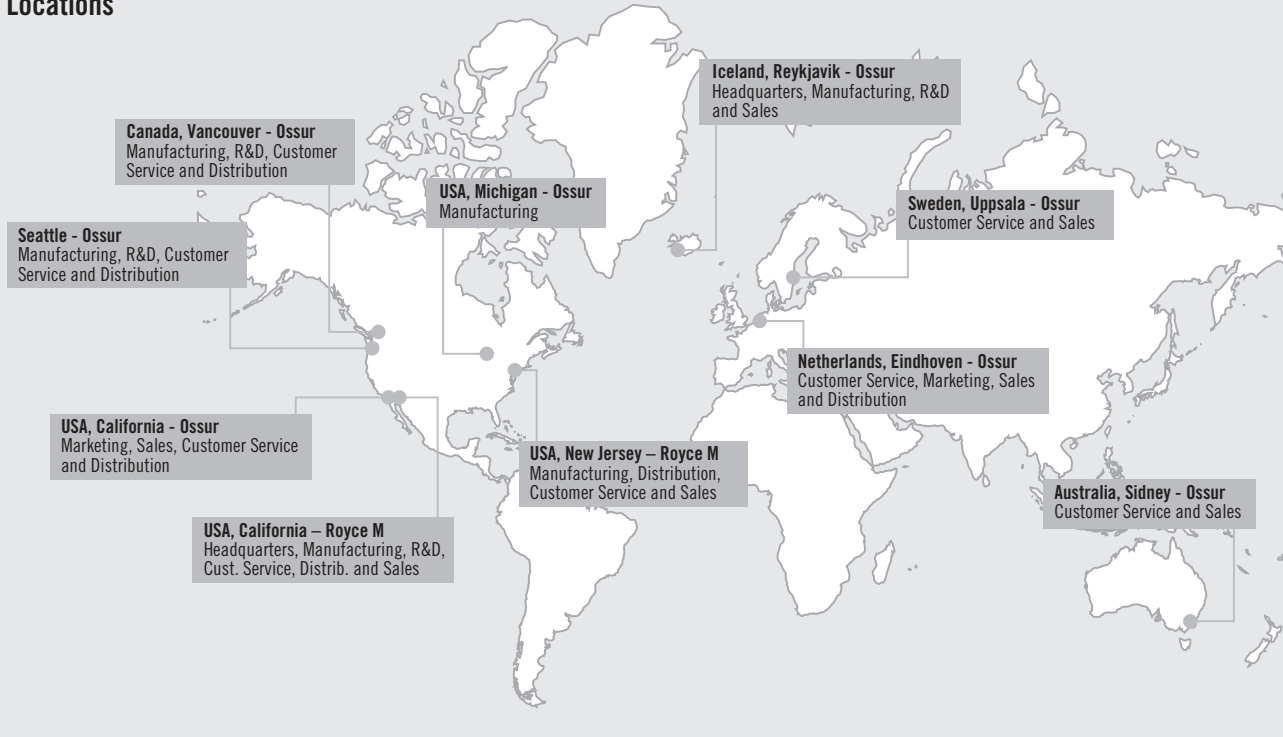 Locations
Iceland, Reykjavik - Ossur
Headquarters, Manufacturing, R&D
and Sales
Canada, Vancouver - Ossur
Manufacturing, R&D, Customer
Service and Distribution
USA, Michigan - Ossur
Manufacturing
Sweden, Uppsala - Ossur
Customer Service and Sales
Seattle - Ossur
Manufacturing, R&D, Customer
Service and Distribution
Netherlands, Eindhoven - Ossur
Customer Service, Marketing, Sales
and Distribution
USA, California - Ossur
Marketing, Sales, Customer Service
and Distribution
USA, New Jersey – Royce M
Manufacturing, Distribution,
Customer Service and Sales
Australia, Sidney - Ossur
Customer Service and Sales
USA, California – Royce M
Headquarters, Manufacturing, R&D,
Cust. Service, Distrib. and Sales